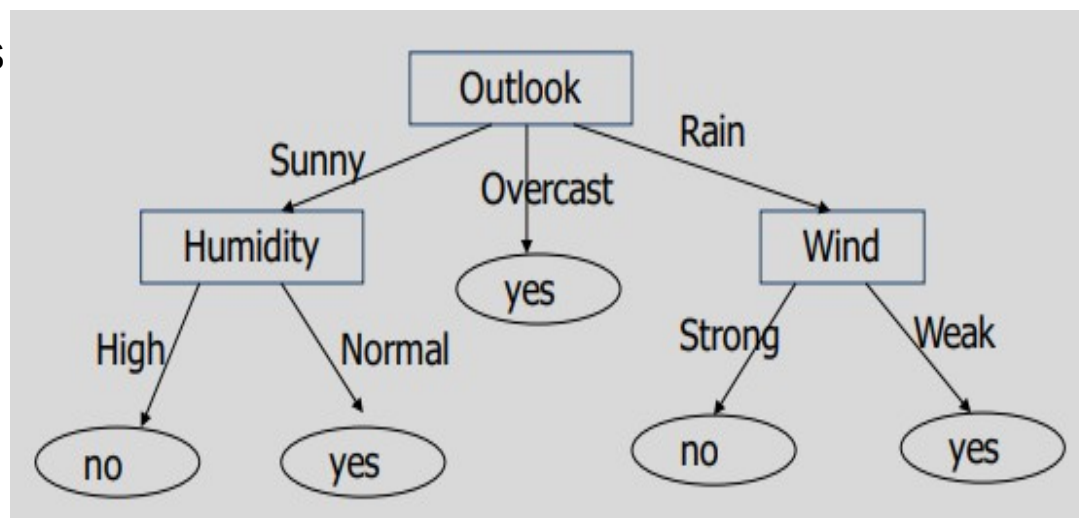 s
Outlook
Rain
Sunny
Overcast
Humidity
Wind
yes
High
Normal
Strong
Weak
no
yes
no
yes